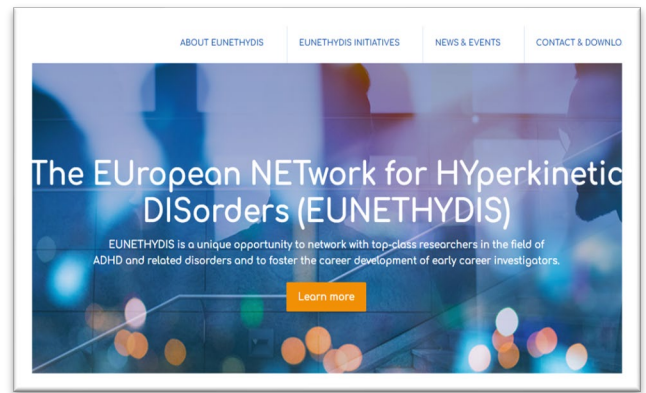 ABOUT EUNETHYDIS EUNETHYDIS INITIATIVES NEWS & EVENTS CONTACT & DOWNLO
The EUropean NETwork for HYperkinetic
DISorders (EUNETHYDIS)
EUNETHYDIS is a unique opportunity to network with top-class researchers in the field of
ADHD and related disorders and to foster the career development of early career investigators.
Learn more